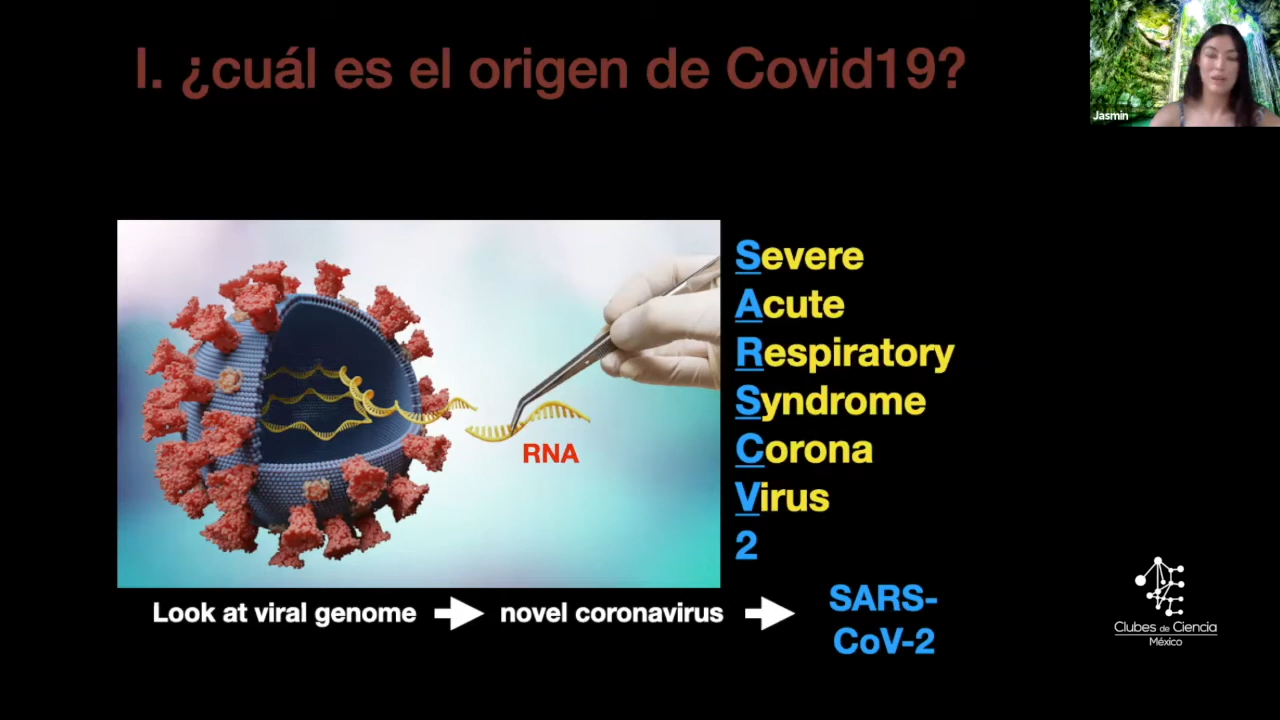 I. ¿cuál es el origen de Covid19?
Jasmin
Severe
Acute
Respiratory
Syndrome
Corona
Virus
2
RNA
Look at viral genome
novel coronavirus
SARS-
CoV-2
Clubes de Ciencia
México